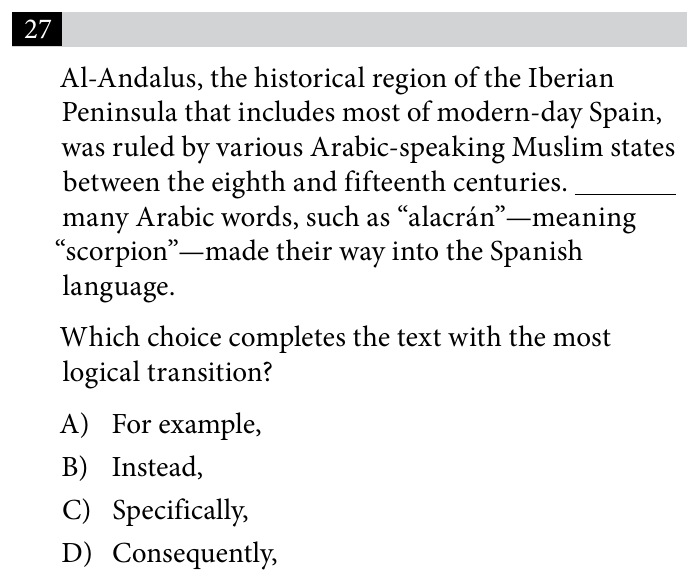 27
Al-Andalus, the historical region of the Iberian
Peninsula that includes most of modern-day Spain,
was ruled by various Arabic-speaking Muslim states
between the eighth and fifteenth centuries. _______
many Arabic words, such as “alacrán”—meaning
“scorpion”—made their way into the Spanish
language.
Which choice completes the text with the most
logical transition?
A) For example,
B) Instead,
C) Specifically,
D) Consequently,